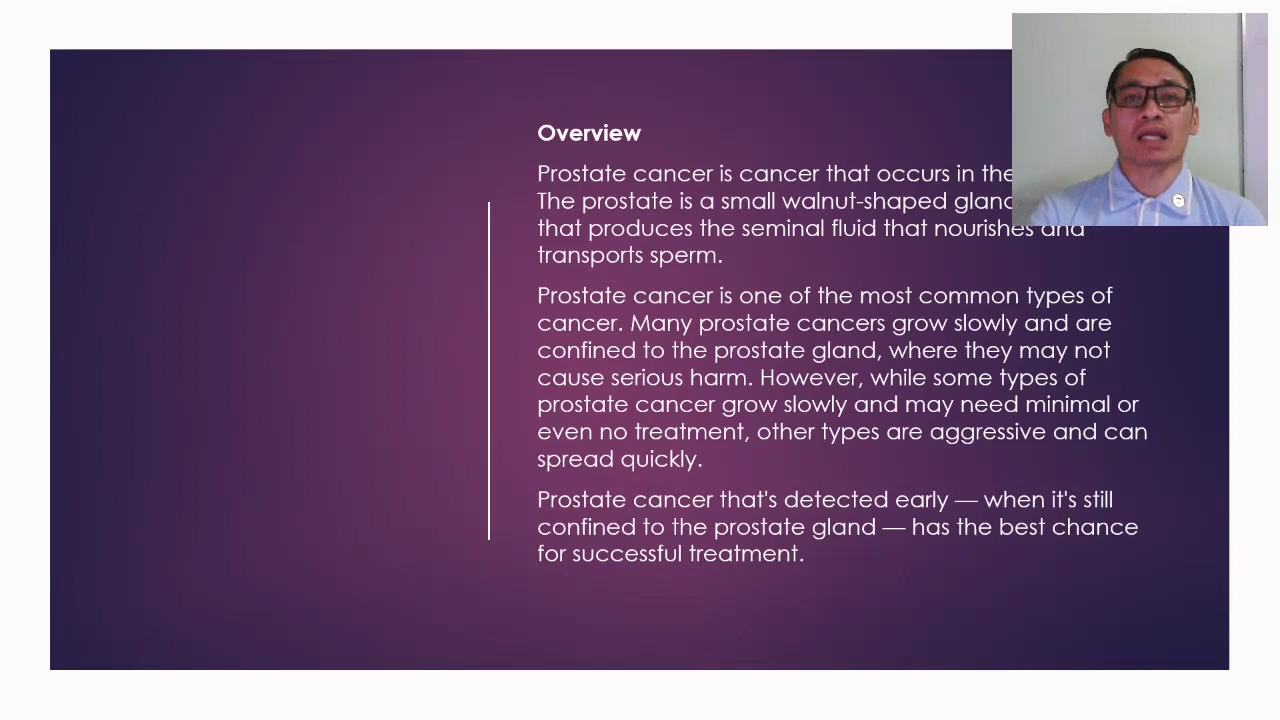 Overview
Prostate cancer is cancer that occurs in the
The prostate is a small walnut-shaped gland
that produces the seminal fluid that nourishes and
transports sperm.
Prostate cancer is one of the most common types of
cancer. Many prostate cancers grow slowly and are
confined to the prostate gland, where they may not
cause serious harm. However, while some types of
prostate cancer grow slowly and may need minimal or
even no treatment, other types are aggressive and can
spread quickly.
Prostate cancer that's detected early — when it's still
confined to the prostate gland — has the best chance
for successful treatment.